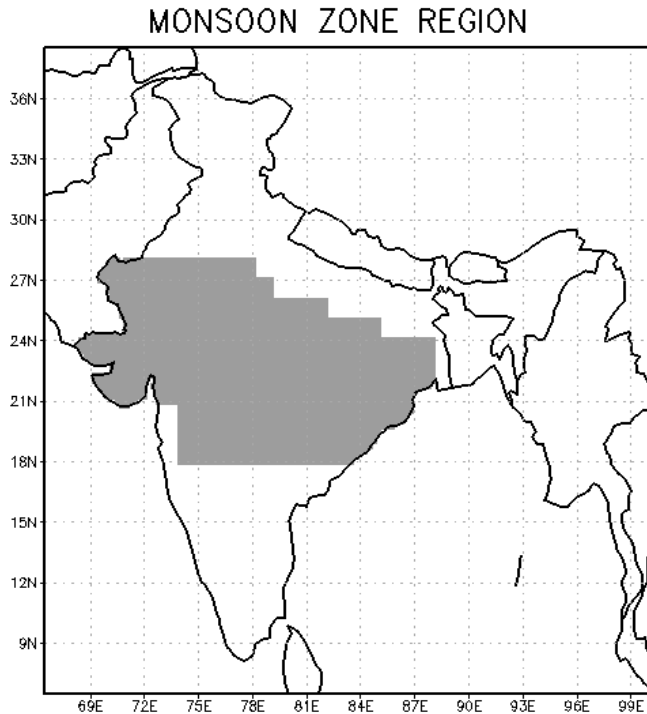 MONSOON ZONE REGION
36N
33N
30N
27N
24N
21N
18N
15N
12N
9N
69E 72E 75E 78E 81E 84E 87E 90E 93E 96E 99E